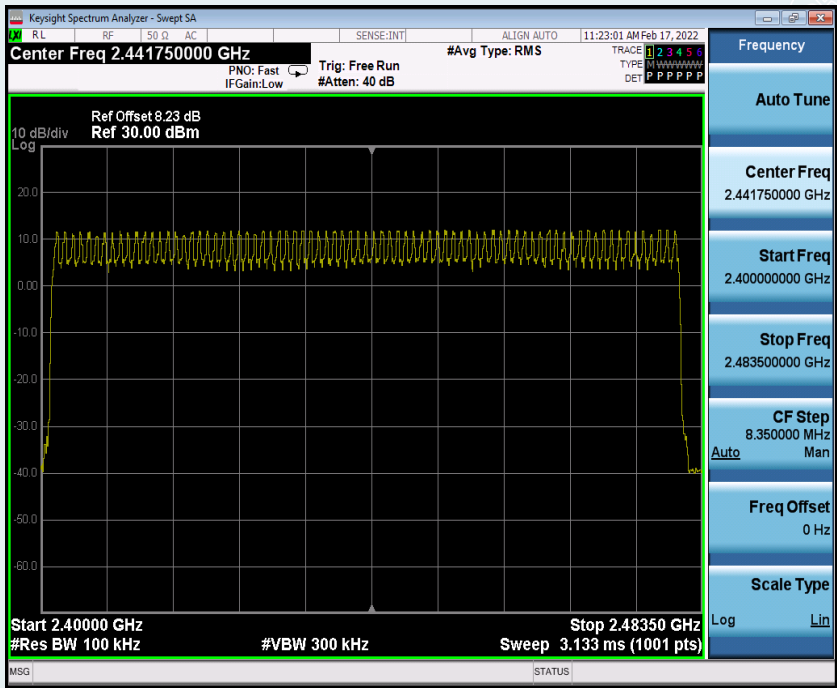 Keysight Spectrum Analyzer - Swept SA
LXI RL RF 50 Ω AC SENSE:INT ALIGN AUTO 11:23:01 AM Feb 17, 2022
Center Freq 2.441750000 GHz
PNO: Fast
IFGain:Low
Trig: Free Run
#Atten: 40 dB
#Avg Type: RMS
TRACE 1 2 3 4 5 6
TYPE M WWWWW
DET P P P P P P
Ref Offset 8.23 dB
10 dB/div Ref 30.00 dBm
Log
20.0
10.0
0.00
-10.0
-20.0
-30.0
-40.0
-50.0
-60.0
Start 2.40000 GHz Stop 2.48350 GHz
#Res BW 100 kHz #VBW 300 kHz Sweep 3.133 ms (1001 pts)
MSG STATUS
Frequency
Auto Tune
Center Freq
2.441750000 GHz
Start Freq
2.400000000 GHz
Stop Freq
2.483500000 GHz
CF Step
8.350000 MHz
Auto Man
Freq Offset
0 Hz
Scale Type
Log Lin